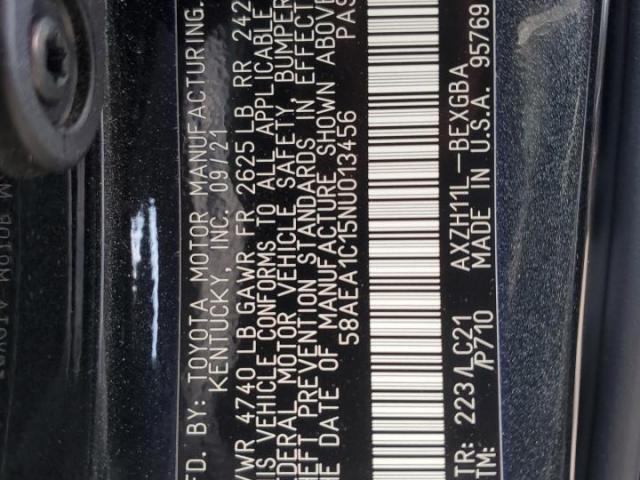 FD. BY: TOYOTA MOTOR MANUFACTURING.
KENTUCKY, INC. 09/21
VWR 4740 LB GAWR FR 2625 LB RR 242
IS VEHICLE CONFORMS TO ALL APPLICABLE
EDERAL MOTOR VEHICLE SAFETY, BUMPER
EFT PREVENTION STANDARDS IN EFFECT
HE DATE OF MANUFACTURE SHOWN ABOVE
58AEA1C15NU013456 PAS
TR: 223 /LC21 AXZH11L-BEXGBA
TM: /P710 MADE IN U.S.A. 95769